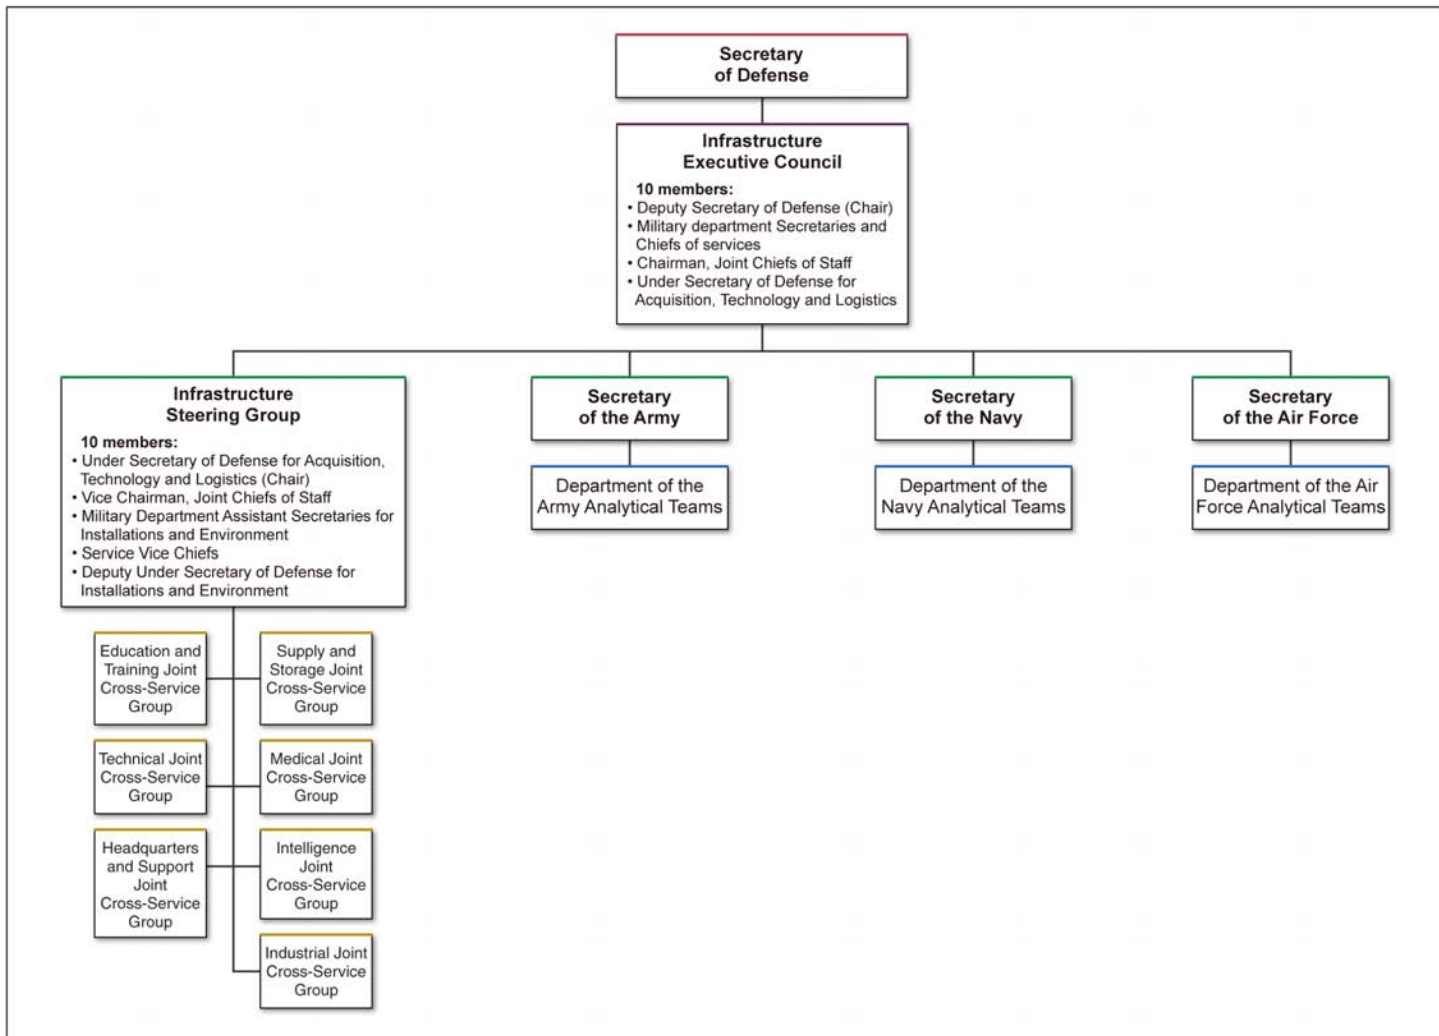 Secretary
of Defense
Infrastructure
Executive Council
10 members:
• Deputy Secretary of Defense (Chair)
• Military department Secretaries and
Chiefs of services
• Chairman, Joint Chiefs of Staff
• Under Secretary of Defense for
Acquisition, Technology and Logistics
Infrastructure
Steering Group
10 members:
• Under Secretary of Defense for Acquisition,
Technology and Logistics (Chair)
• Vice Chairman, Joint Chiefs of Staff
• Military Department Assistant Secretaries for
Installations and Environment
• Service Vice Chiefs
• Deputy Under Secretary of Defense for
Installations and Environment
Secretary
of the Army
Department of the
Army Analytical Teams
Secretary
of the Navy
Department of the
Navy Analytical Teams
Secretary
of the Air Force
Department of the Air
Force Analytical Teams
Education and
Training Joint
Cross-Service
Group
Supply and
Storage Joint
Cross-Service
Group
Technical Joint
Cross-Service
Group
Medical Joint
Cross-Service
Group
Headquarters
and Support
Joint
Cross-Service
Group
Intelligence
Joint
Cross-Service
Group
Industrial Joint
Cross-Service
Group